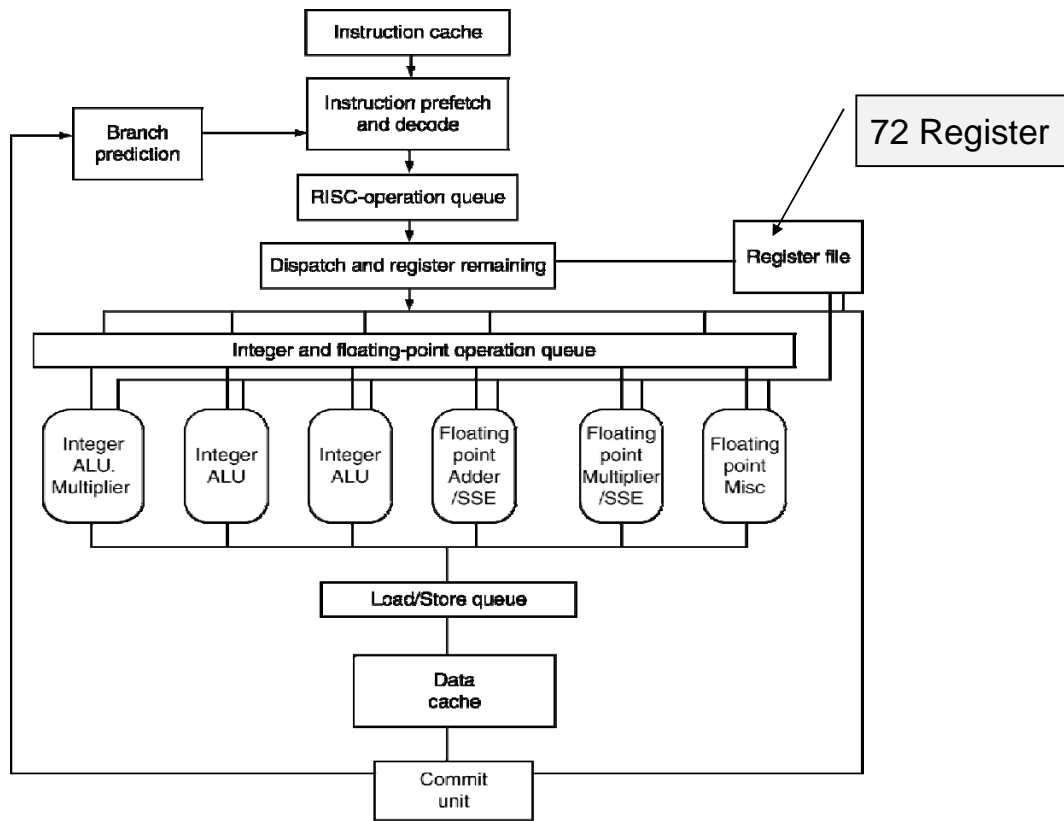 Instruction cache
Instruction prefetch
and decode
Branch
prediction
72 Register
RISC-operation queue
Dispatch and register remaining
Register file
Integer and floating-point operation queue
Integer
ALU.
Multiplier
Integer
ALU
Integer
ALU
Floating
point
Adder
/SSE
Floating
point
Multiplier
/SSE
Floating
point
Misc
Load/Store queue
Data
cache
Commit
unit